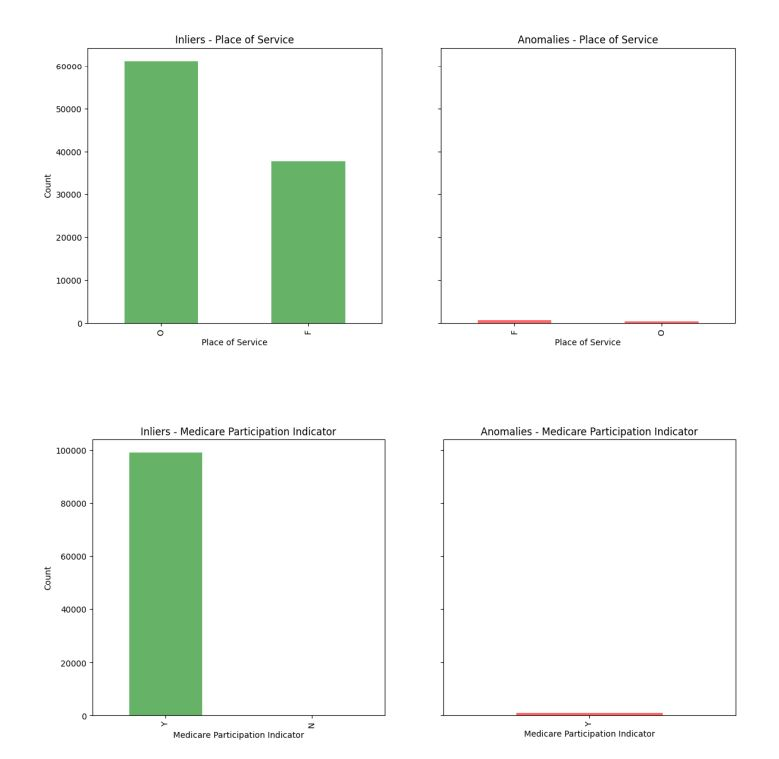 Inliers - Place of Service
60000
50000
40000
30000
20000
10000
0
Count
O
F
Place of Service
Anomalies - Place of Service
F
O
Place of Service
Inliers - Medicare Participation Indicator
100000
80000
60000
40000
20000
0
Count
Y
N
Medicare Participation Indicator
Anomalies - Medicare Participation Indicator
Y
Medicare Participation Indicator